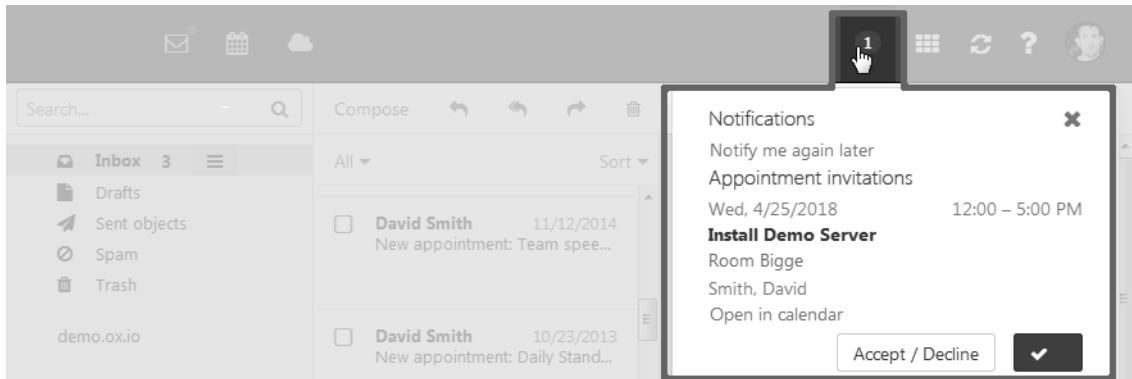 1
?
Search...
Compose
Inbox 3
All
Sort
Drafts
Sent objects
Spam
Trash
demo.ox.io
David Smith 11/12/2014
New appointment: Team spee...
David Smith 10/23/2013
New appointment: Daily Stand...
Notifications
Notify me again later
Appointment invitations
Wed, 4/25/2018 12:00 – 5:00 PM
Install Demo Server
Room Bigge
Smith, David
Open in calendar
Accept / Decline